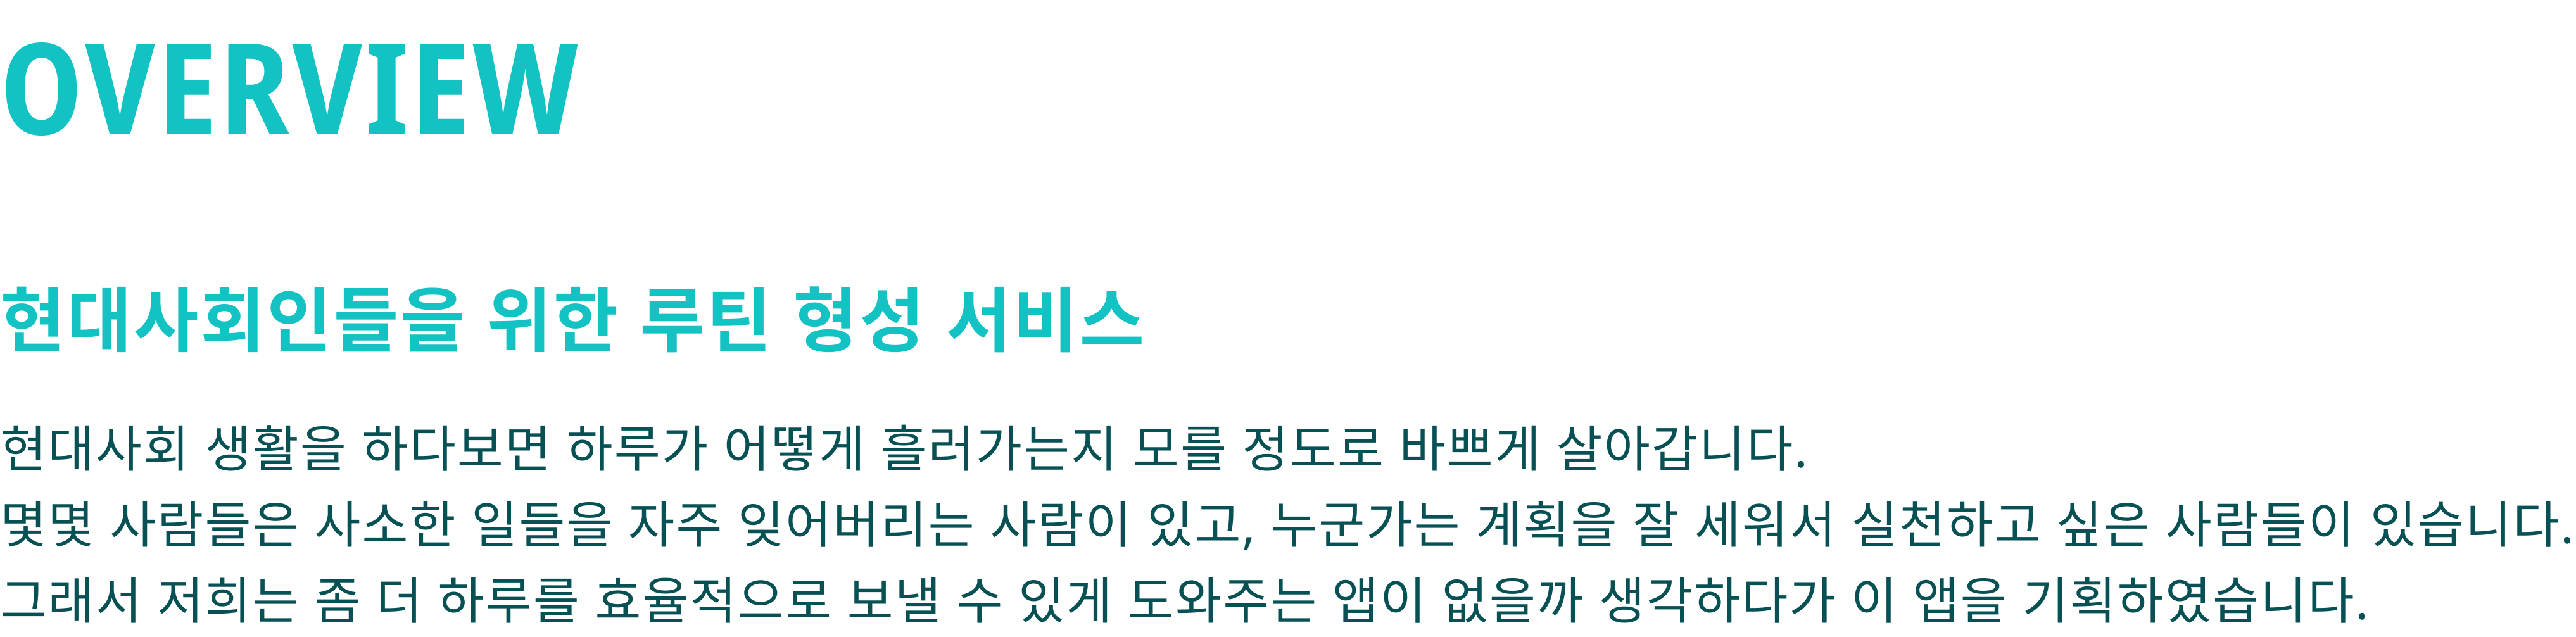 OVERVIEW
현대사회인들을 위한 루틴 형성 서비스
현대사회 생활을 하다보면 하루가 어떻게 흘러가는지 모를 정도로 바쁘게 살아갑니다.
몇몇 사람들은 사소한 일들을 자주 잊어버리는 사람이 있고, 누군가는 계획을 잘 세워서 실천하고 싶은 사람들이 있습니다.
그래서 저희는 좀 더 하루를 효율적으로 보낼 수 있게 도와주는 앱이 없을까 생각하다가 이 앱을 기획하였습니다.